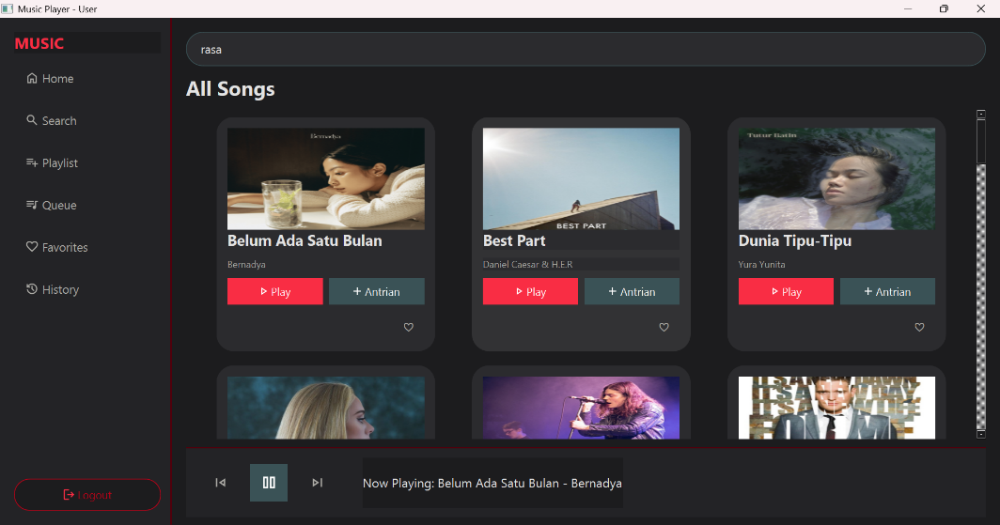 Music Player - User
MUSIC
Home
Search
Playlist
Queue
Favorites
History
Logout
rasa
All Songs
Bernadya
Belum Ada Satu Bulan
Bernadya
Play
+ Antrian
BEST PART
Best Part
Daniel Caesar & H.E.R
Play
+ Antrian
Tutur Batin
Dunia Tipu-Tipu
Yura Yunita
Play
+ Antrian
Now Playing: Belum Ada Satu Bulan - Bernadya